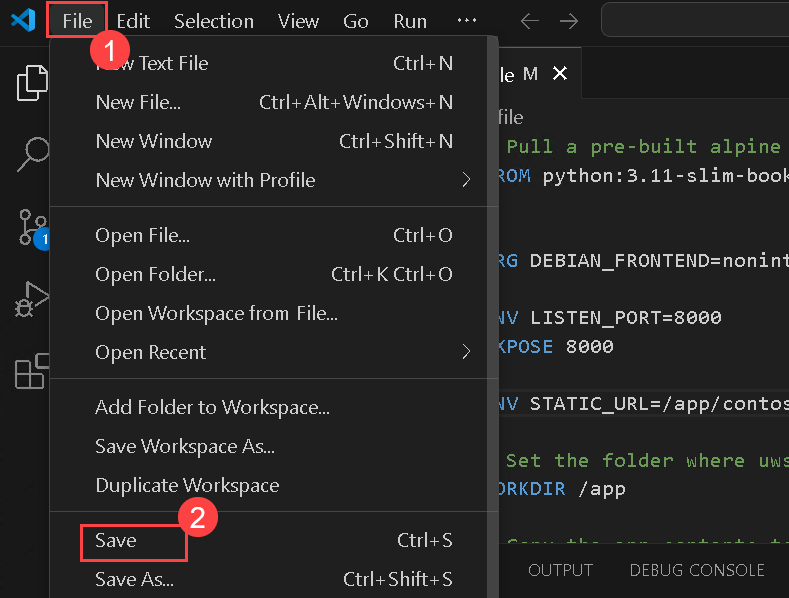 File Edit Selection View Go Run ···
1
New Text File Ctrl+N
New File... Ctrl+Alt+Windows+N
New Window Ctrl+Shift+N
New Window with Profile
Open File... Ctrl+O
Open Folder... Ctrl+K Ctrl+O
Open Workspace from File...
Open Recent
Add Folder to Workspace...
Save Workspace As...
Duplicate Workspace
2
Save Ctrl+S
Save As... Ctrl+Shift+S
1
le M
file
Pull a pre-built alpine
ROM python:3.11-slim-book
RG DEBIAN_FRONTEND=nonint
NV LISTEN_PORT=8000
XPOSE 8000
NV STATIC_URL=/app/contos
Set the folder where uws
ORKDIR /app
OUTPUT DEBUG CONSOLE